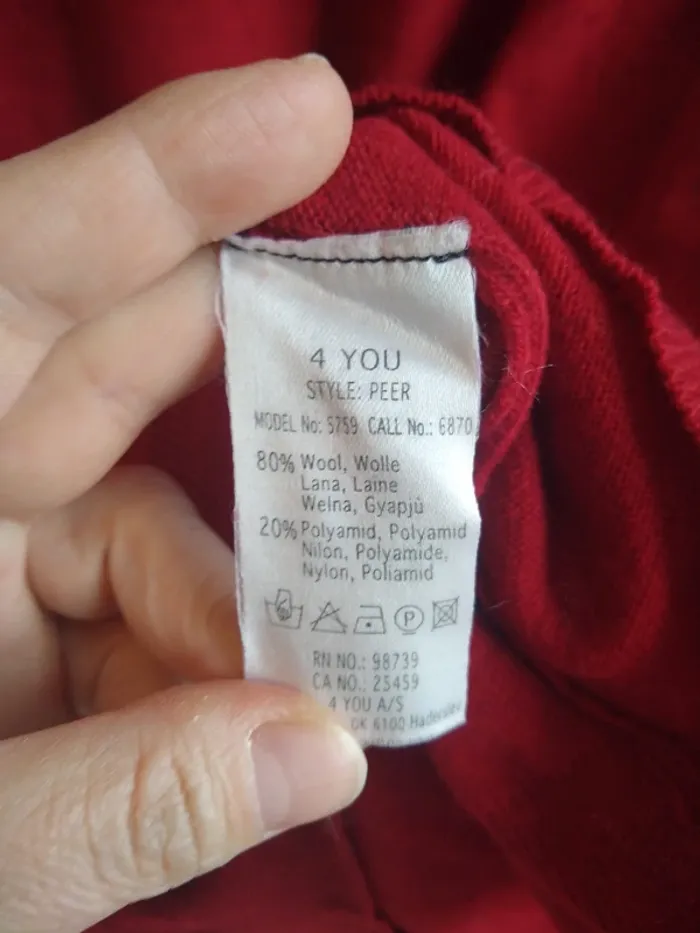 4 YOU
STYLE: PEER
MODEL No: 5759 CALL No.: 6870
80% Wool, Wolle
Lana, Laine
Welna, Gyapjù
20% Polyamid, Polyamid
Nilon, Polyamide,
Nylon, Poliamid
P
RN NO.: 98739
CA NO.: 25459
4 YOU A/S
DK 6100 Haderslev